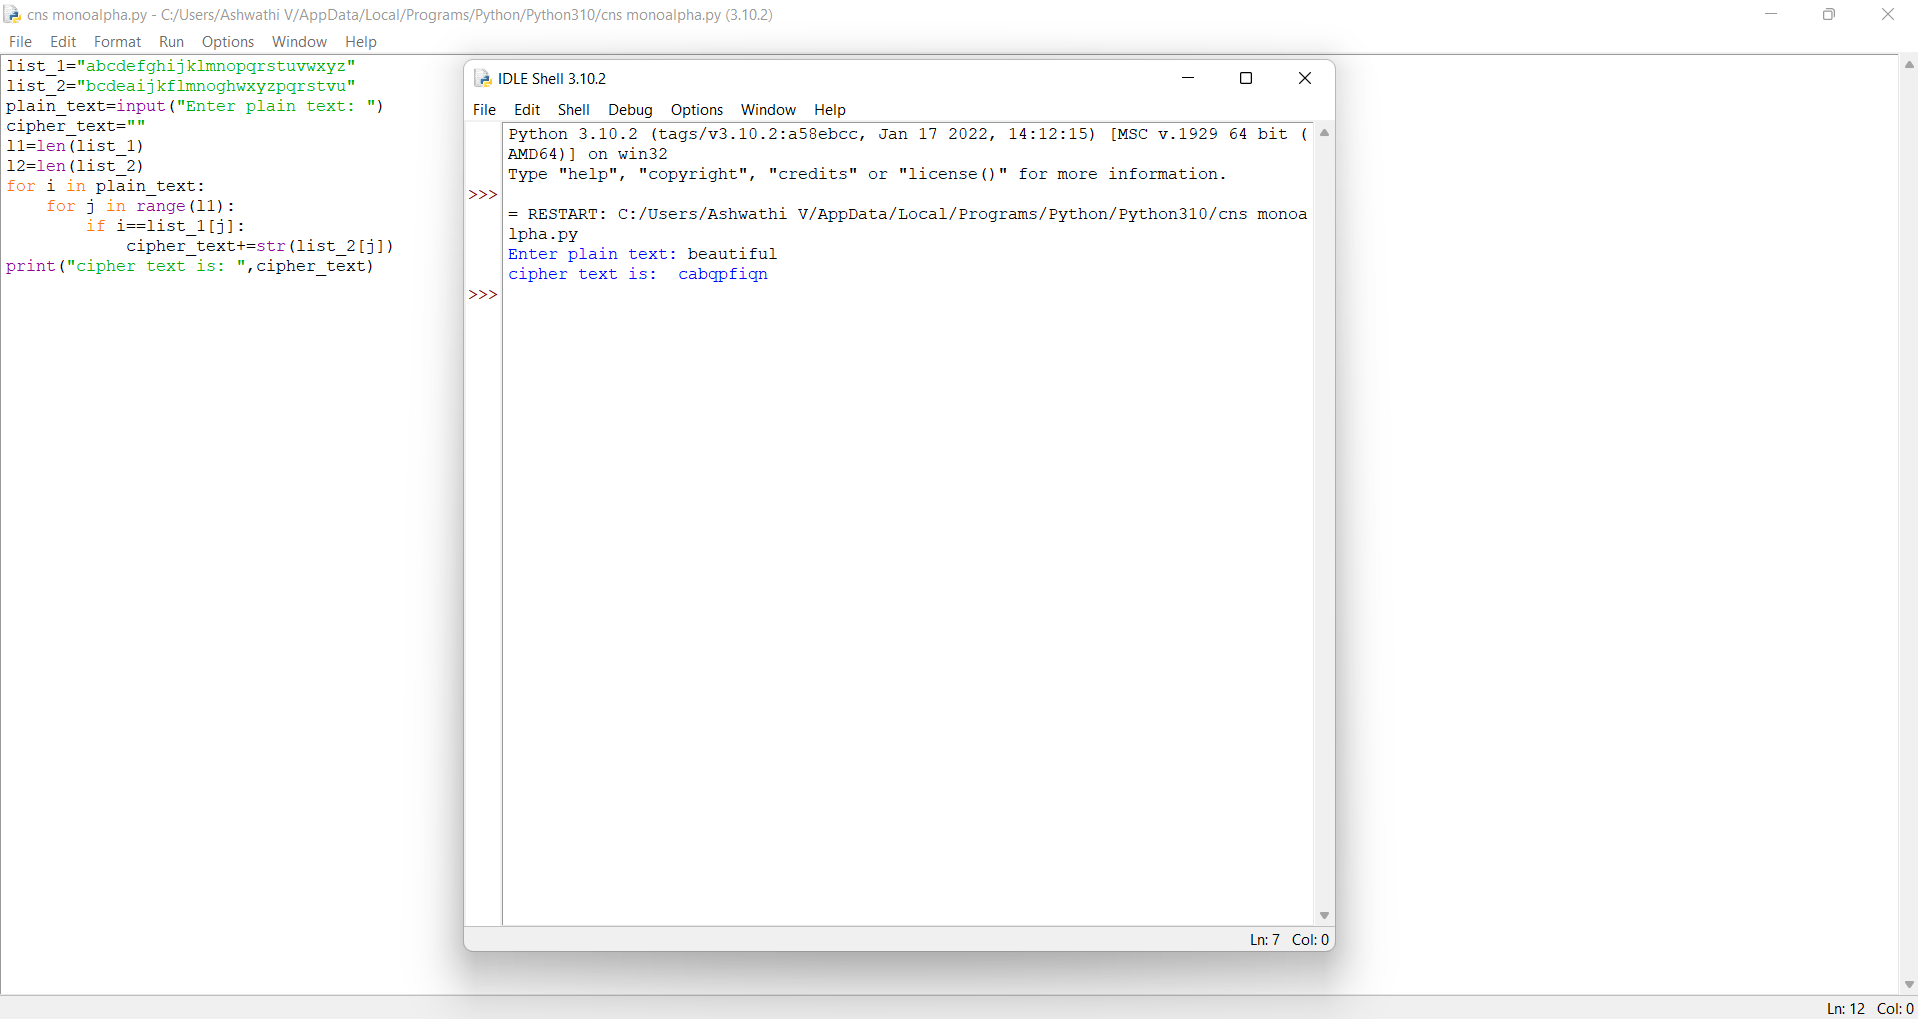 cns monoalpha.py - C:/Users/Ashwathi V/AppData/Local/Programs/Python/Python310/cns monoalpha.py (3.10.2)
File Edit Format Run Options Window Help
list_1="abcdefghijklmnopqrstuvwxyz"
list_2="bcdeaijkflmnoghwxyzpqrstvu"
plain_text=input("Enter plain text: ")
cipher_text=""
l1=len(list_1)
l2=len(list_2)
for i in plain_text:
    for j in range(l1):
        if i==list_1[j]:
            cipher_text+=str(list_2[j])
print("cipher text is: ",cipher_text)
IDLE Shell 3.10.2
File Edit Shell Debug Options Window Help
Python 3.10.2 (tags/v3.10.2:a58ebcc, Jan 17 2022, 14:12:15) [MSC v.1929 64 bit (
AMD64)] on win32
Type "help", "copyright", "credits" or "license()" for more information.
>>>
= RESTART: C:/Users/Ashwathi V/AppData/Local/Programs/Python/Python310/cns monoa
lpha.py
Enter plain text: beautiful
cipher text is:  cabqpfiqn
>>>
Ln: 7 Col: 0
Ln: 12 Col: 0